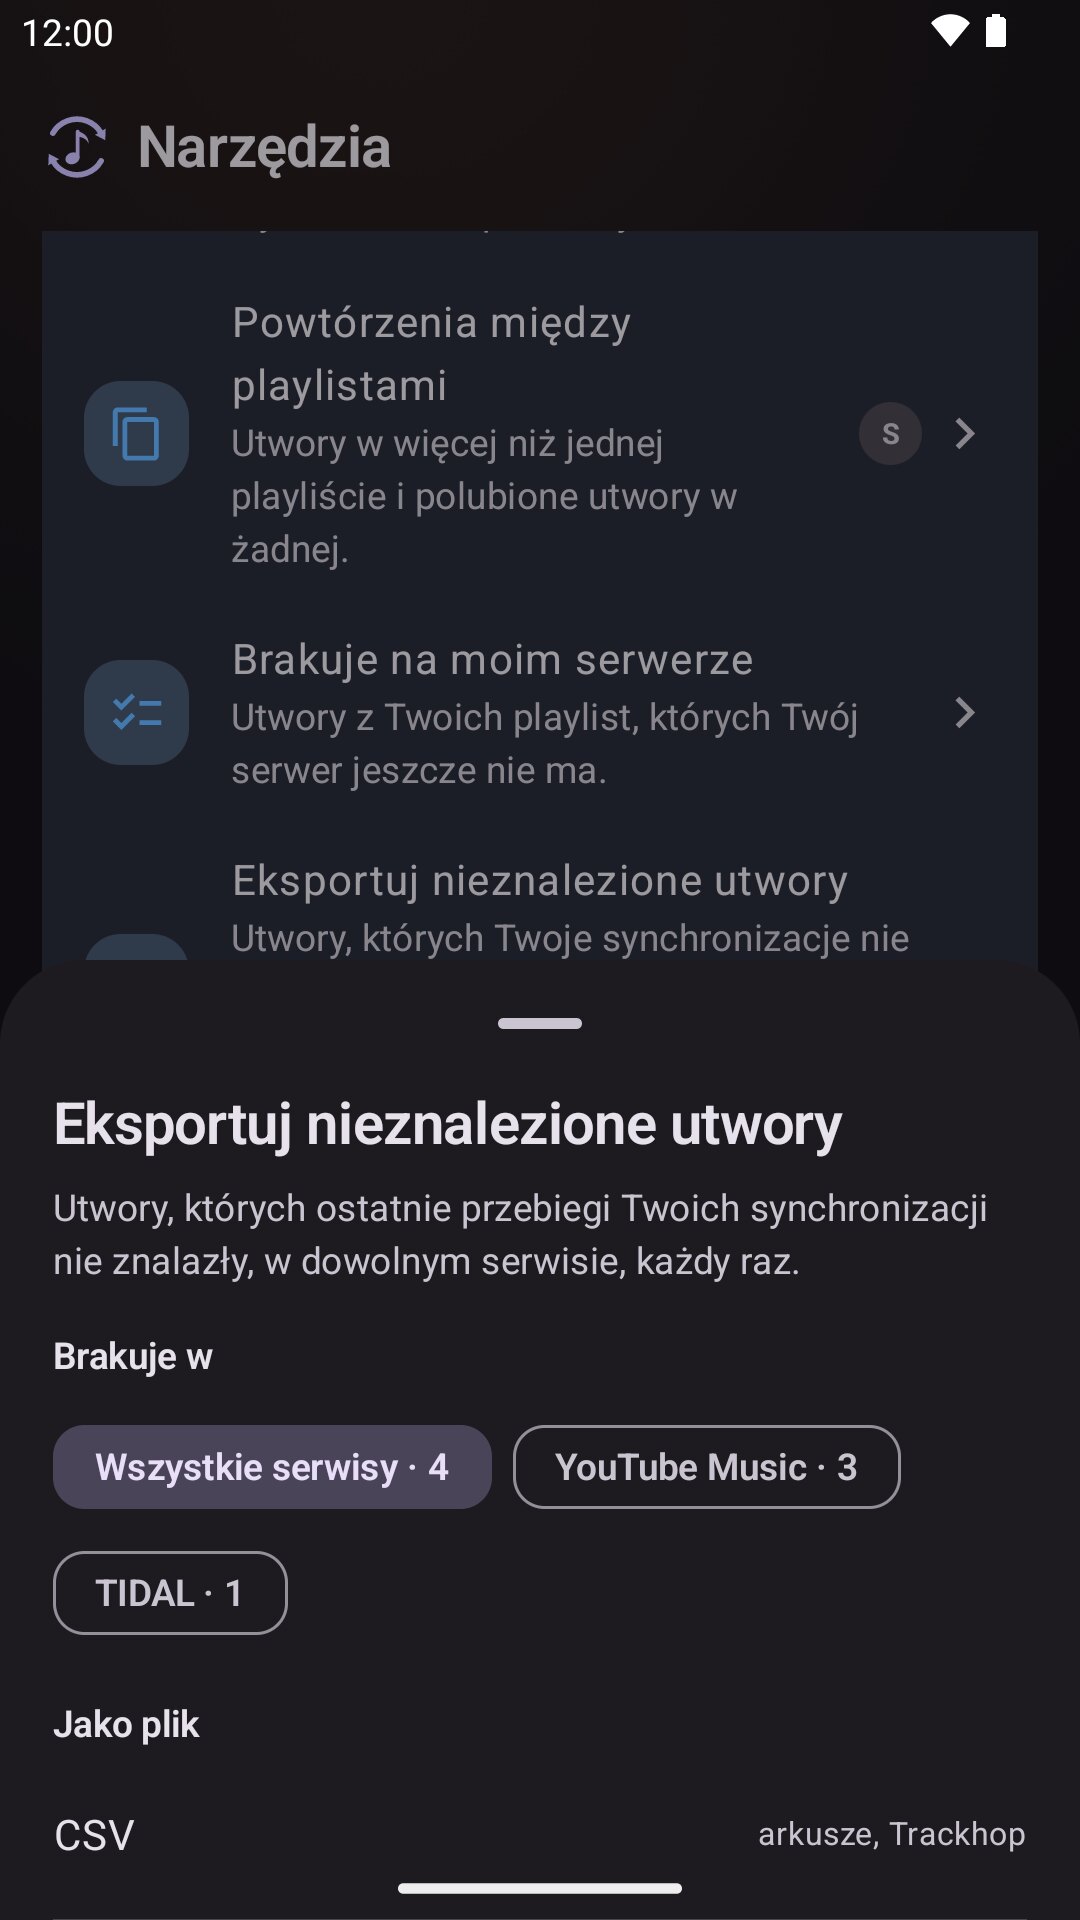 12:00
Narzędzia
Powtórzenia między
playlistami
Utwory w więcej niż jednej
playliście i polubione utwory w
żadnej.
S
Brakuje na moim serwerze
Utwory z Twoich playlist, których Twój
serwer jeszcze nie ma.
Eksportuj nieznalezione utwory
Utwory, których Twoje synchronizacje nie
Eksportuj nieznalezione utwory
Utwory, których ostatnie przebiegi Twoich synchronizacji
nie znalazły, w dowolnym serwisie, każdy raz.
Brakuje w
Wszystkie serwisy · 4
YouTube Music · 3
TIDAL · 1
Jako plik
CSV
arkusze, Trackhop